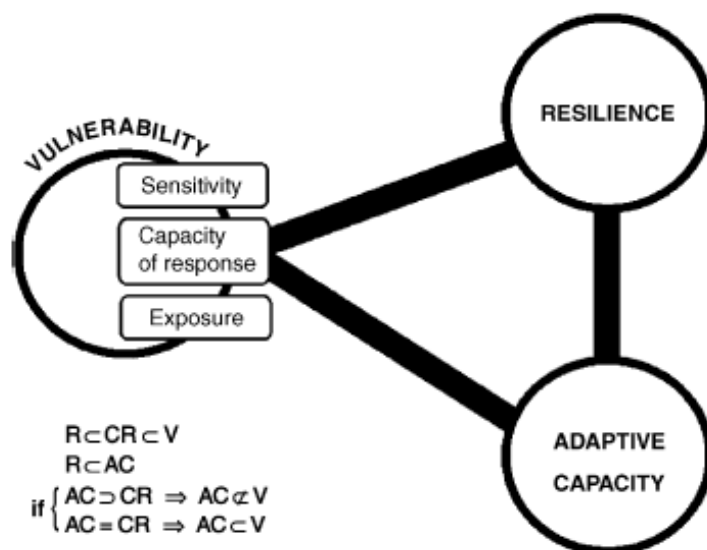 VULNERABILITY
Sensitivity
Capacity
of response
Exposure
RESILIENCE
ADAPTIVE
CAPACITY
R⊂CR⊂V
R⊂AC
if { AC⊃CR ⇒ AC⊄V
AC≡CR ⇒ AC⊂V